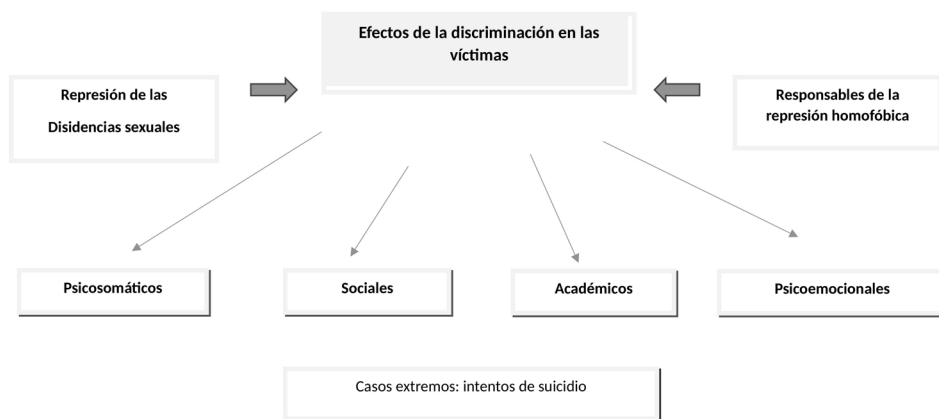 Efectos de la discriminación en las
víctimas
Represión de las
Disidencias sexuales
Responsables de la
represión homofóbica
Psicosomáticos
Sociales
Académicos
Psicoemocionales
Casos extremos: intentos de suicidio